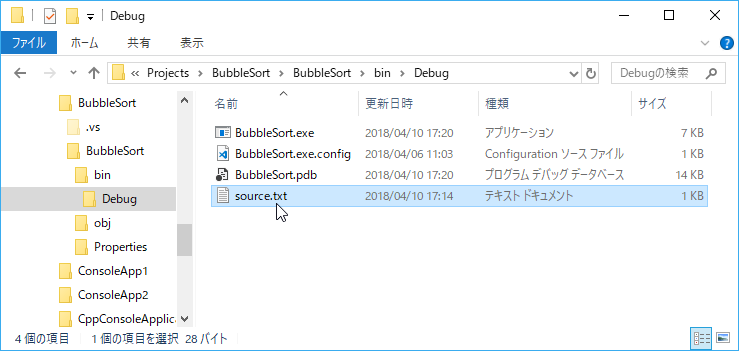 Debug
ファイル ホーム 共有 表示
« Projects > BubbleSort > BubbleSort > bin > Debug Debugの検索
BubbleSort
.vs
BubbleSort
bin
Debug
obj
Properties
ConsoleApp1
ConsoleApp2
CppConsoleApplica
名前 更新日時 種類 サイズ
BubbleSort.exe 2018/04/10 17:20 アプリケーション 7 KB
BubbleSort.exe.config 2018/04/06 11:03 Configuration ソース ファイル 1 KB
BubbleSort.pdb 2018/04/10 17:20 プログラム デバッグ データベース 14 KB
source.txt 2018/04/10 17:14 テキスト ドキュメント 1 KB
4 個の項目 1 個の項目を選択 28 バイト